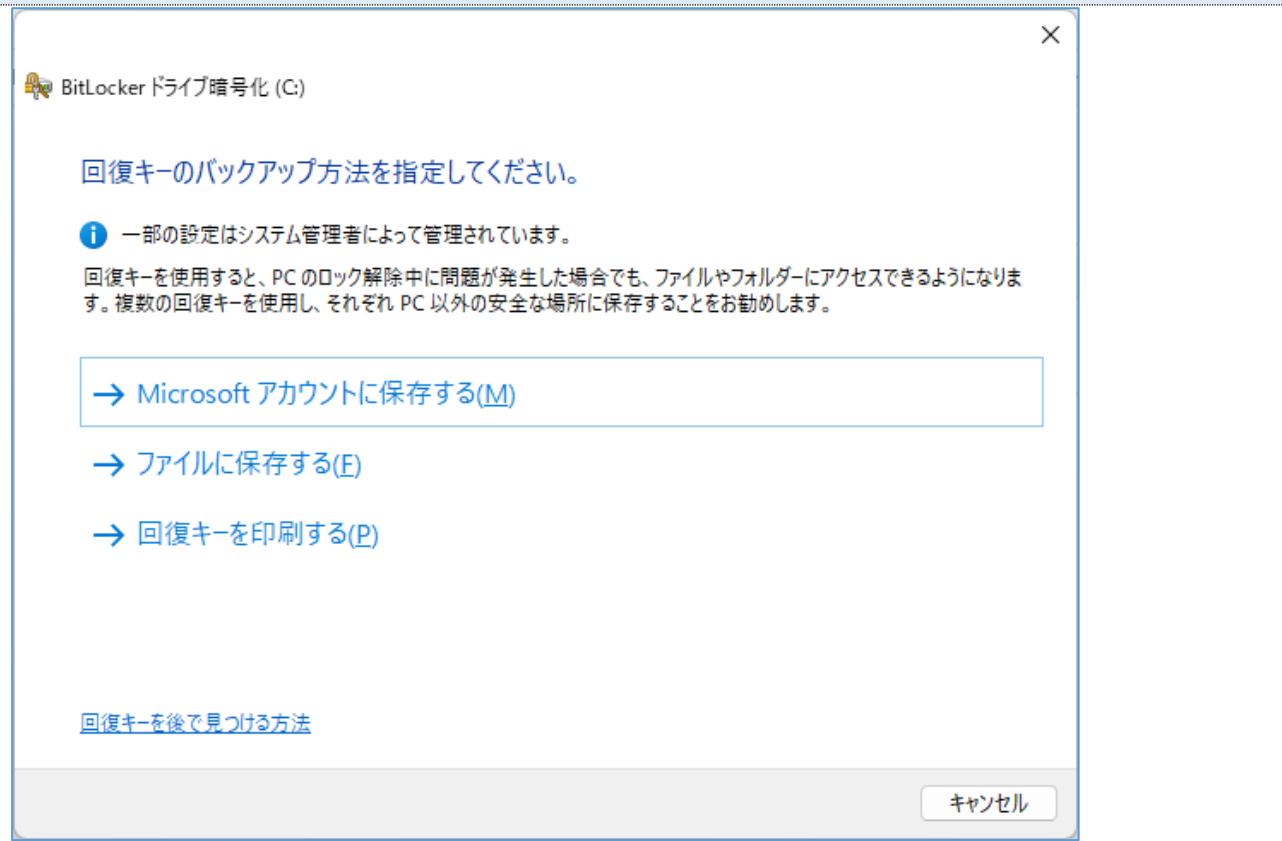 BitLocker ドライブ暗号化 (C:)
回復キーのバックアップ方法を指定してください。
一部の設定はシステム管理者によって管理されています。
回復キーを使用すると、PC のロック解除中に問題が発生した場合でも、ファイルやフォルダーにアクセスできるようになりま
す。複数の回復キーを使用し、それぞれ PC 以外の安全な場所に保存することをお勧めします。
→ Microsoft アカウントに保存する(M)
→ ファイルに保存する(F)
→ 回復キーを印刷する(P)
回復キーを後で見つける方法
キャンセル